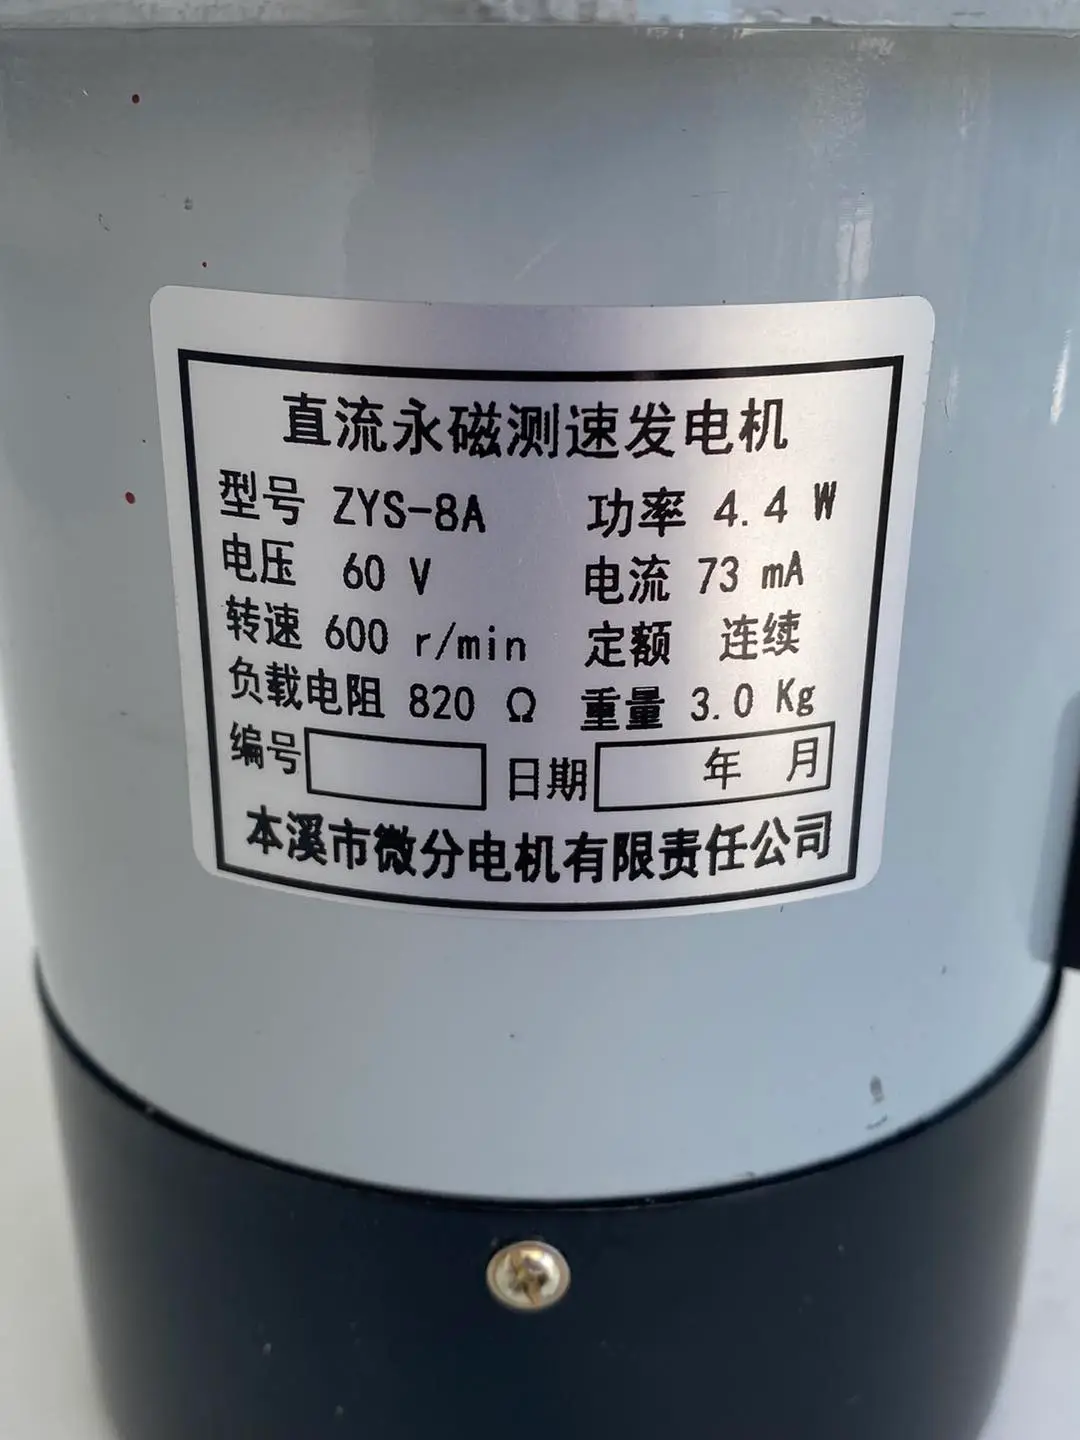 直流永磁测速发电机
型号 ZYS-8A 功率 4.4 W
电压 60 V 电流 73 mA
转速 600 r/min 定额 连续
负载电阻 820 Ω 重量 3.0 Kg
编号 日期 年 月
本溪市微分电机有限责任公司